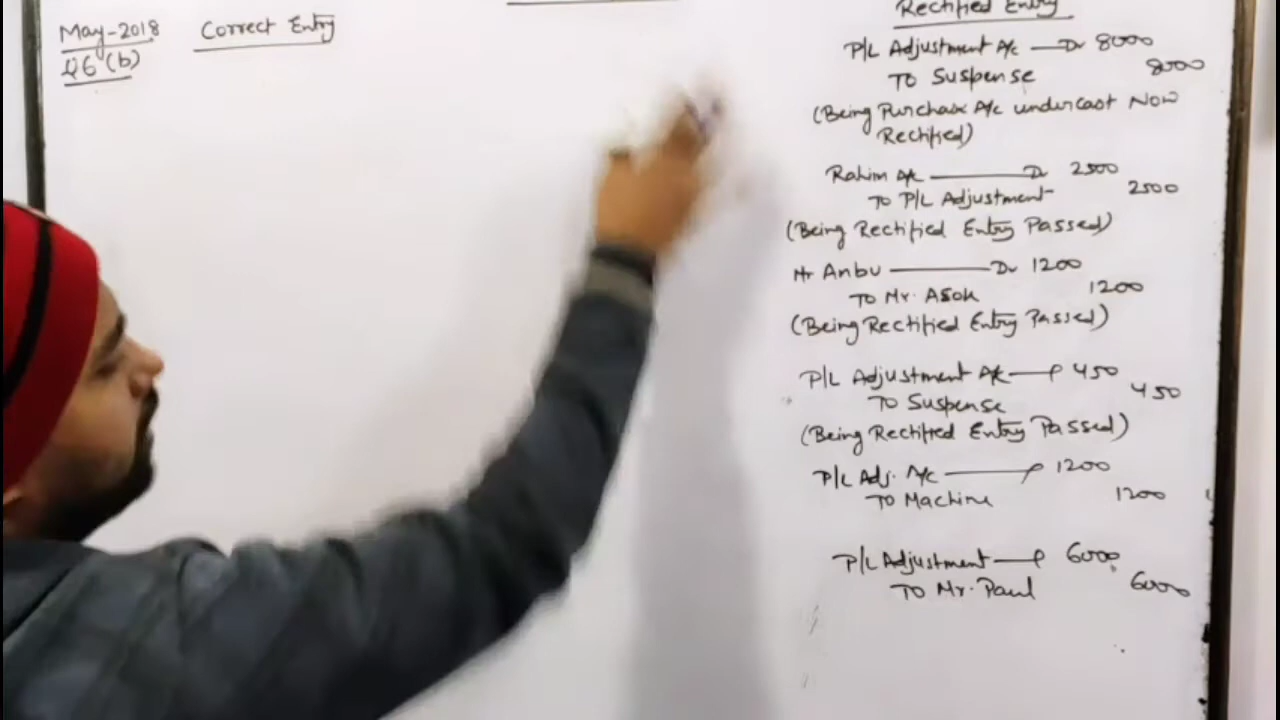 May-2018
Q6 (b)
Correct Entry
Rectified Entry
P/L Adjustment A/c — Dr 8000
To Suspense 8000
(Being Purchase A/c undercast Now
Rectified)
Rahim A/c — Dr 2500
To P/L Adjustment 2500
(Being Rectified Entry Passed)
Mr Anbu — Dr 1200
To Mr. Asok 1200
(Being Rectified Entry Passed)
P/L Adjustment A/c — 450
To Suspense 450
(Being Rectified Entry Passed)
P/L Adj. A/c — 1200
To Machine 1200
P/L Adjustment — 6000
To Mr. Paul 6000